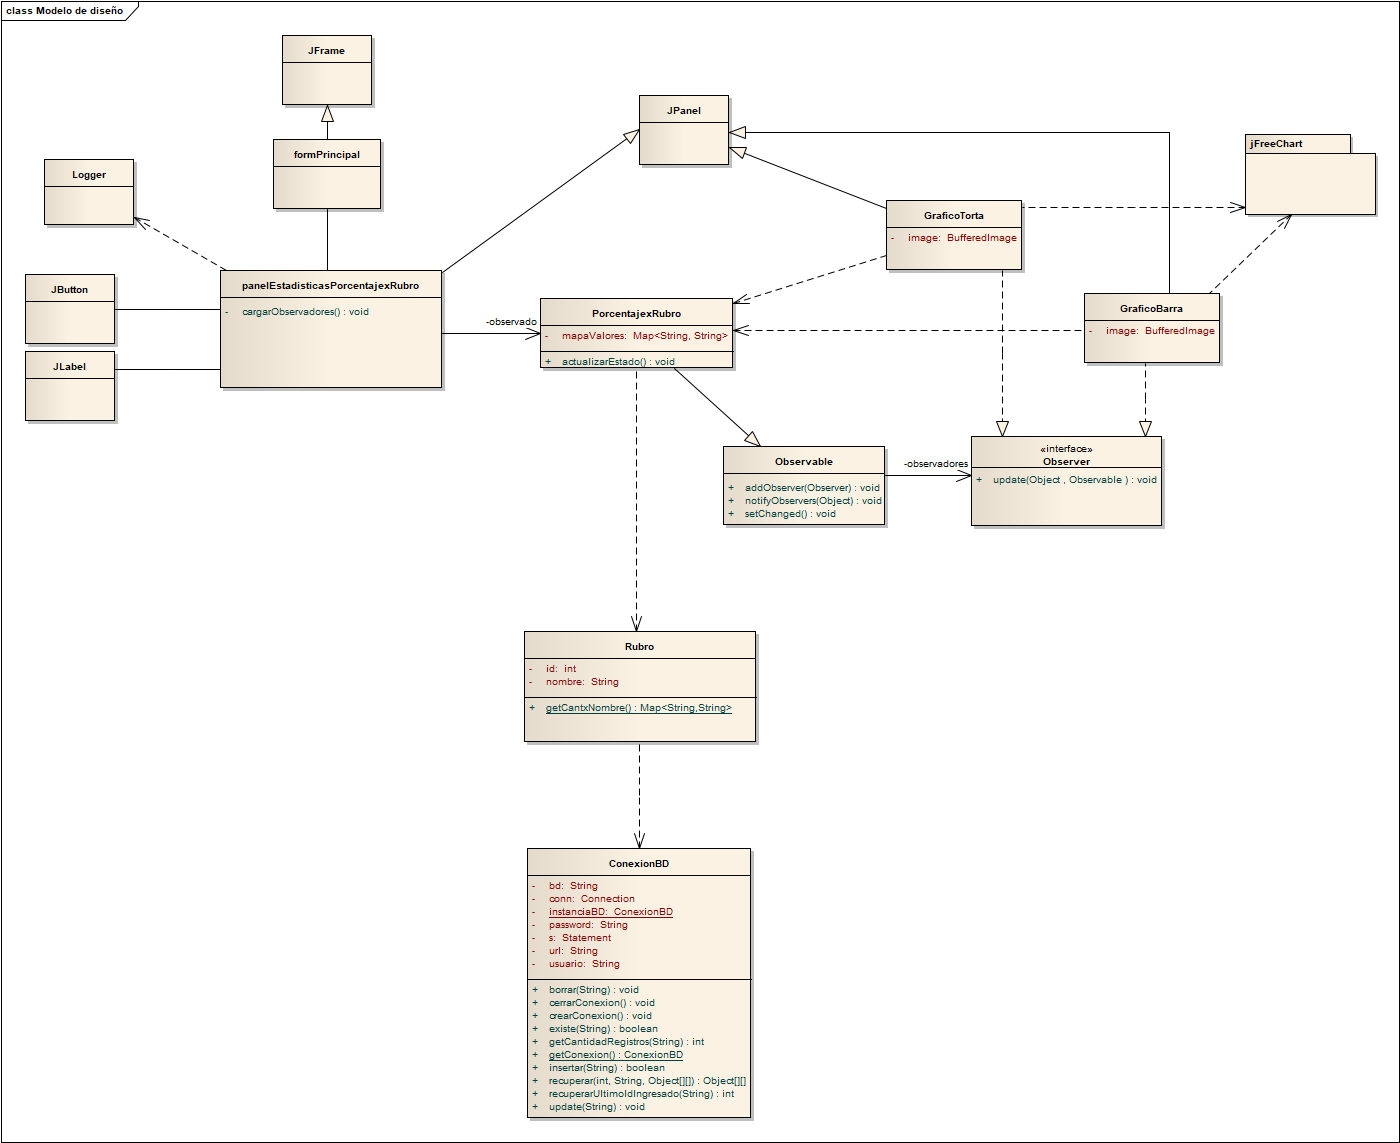 class Modelo de diseño
JFrame
formPrincipal
Logger
JPanel
jFreeChart
GraficoTorta
- image: BufferedImage
JButton
JLabel
panelEstadisticasPorcentajexRubro
- cargarObservadores() : void
-observado
PorcentajexRubro
- mapaValores: Map<String, String>
+ actualizarEstado() : void
GraficoBarra
- image: BufferedImage
Observable
+ addObserver(Observer) : void
+ notifyObservers(Object) : void
+ setChanged() : void
-observadores
«interface»
Observer
+ update(Object , Observable ) : void
Rubro
- id: int
- nombre: String
+ getCantxNombre() : Map<String,String>
ConexionBD
- bd: String
- conn: Connection
- instanciaBD: ConexionBD
- password: String
- s: Statement
- url: String
- usuario: String
+ borrar(String) : void
+ cerrarConexion() : void
+ crearConexion() : void
+ existe(String) : boolean
+ getCantidadRegistros(String) : int
+ getConexion() : ConexionBD
+ insertar(String) : boolean
+ recuperar(int, String, Object[][]) : Object[][]
+ recuperarUltimoIdIngresado(String) : int
+ update(String) : void